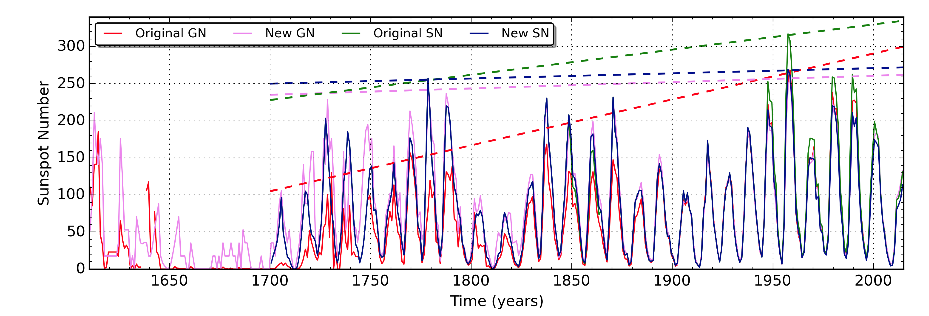 Original GN New GN Original SN New SN
300
250
200
150
100
50
0
Sunspot Number
1650 1700 1750 1800 1850 1900 1950 2000
Time (years)